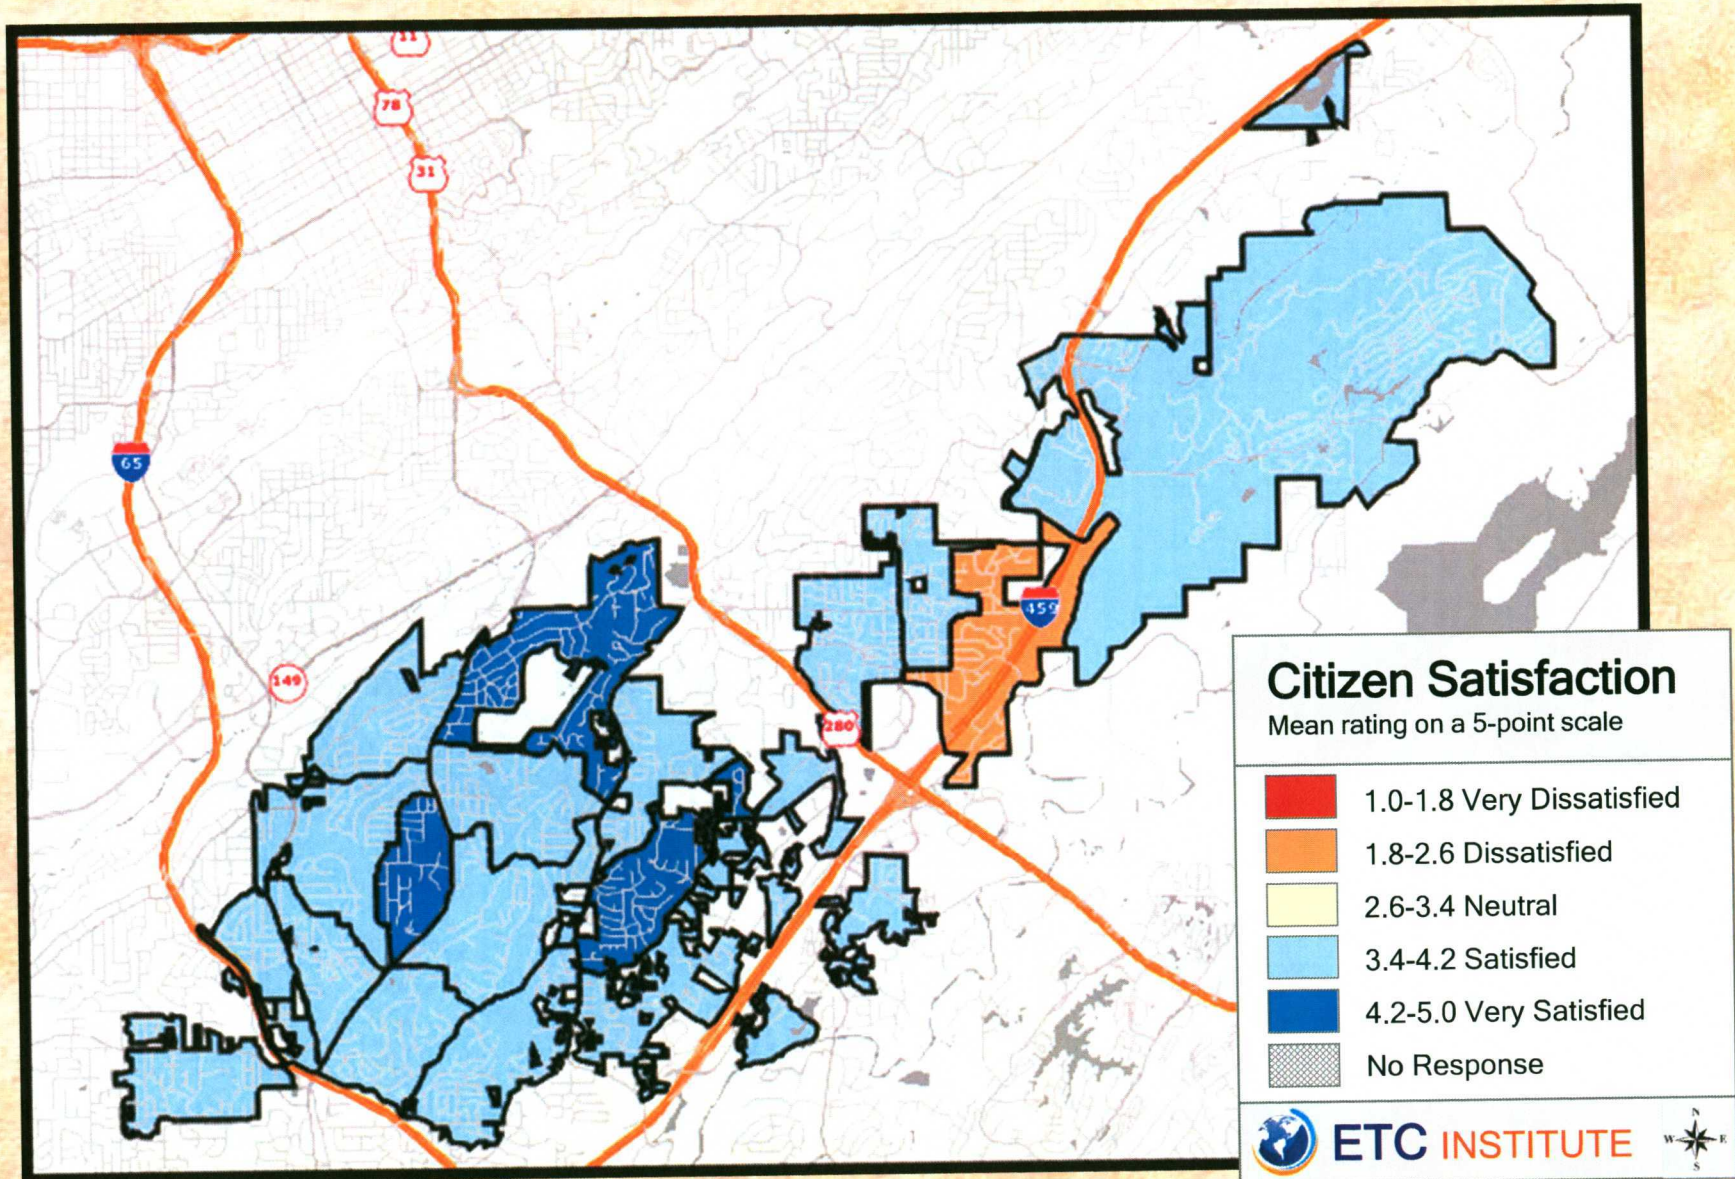 11
78
31
65
149
459
280
Citizen Satisfaction
Mean rating on a 5-point scale
1.0-1.8 Very Dissatisfied
1.8-2.6 Dissatisfied
2.6-3.4 Neutral
3.4-4.2 Satisfied
4.2-5.0 Very Satisfied
No Response
ETC INSTITUTE
N
W E
S